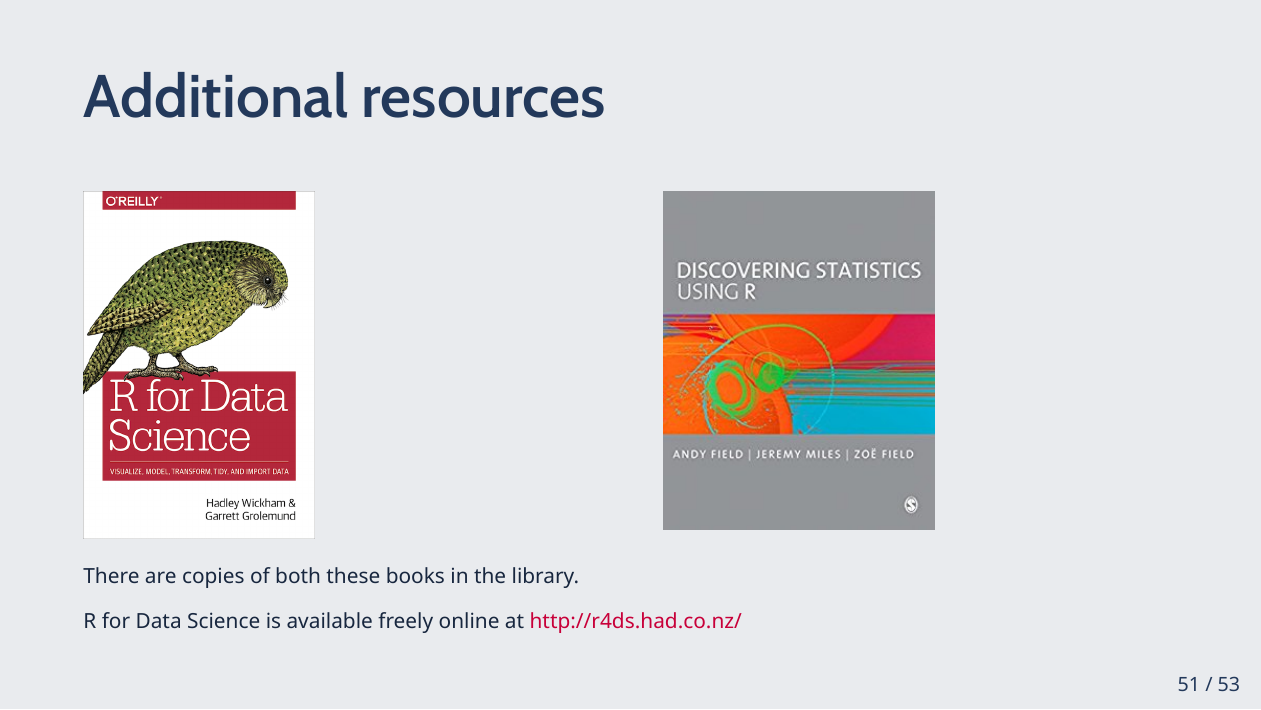 Additional resources
O'REILLY®
R for Data
Science
VISUALIZE, MODEL, TRANSFORM, TIDY, AND IMPORT DATA
Hadley Wickham &
Garrett Grolemund
DISCOVERING STATISTICS
USING R
ANDY FIELD | JEREMY MILES | ZOË FIELD
There are copies of both these books in the library.
R for Data Science is available freely online at http://r4ds.had.co.nz/
51 / 53